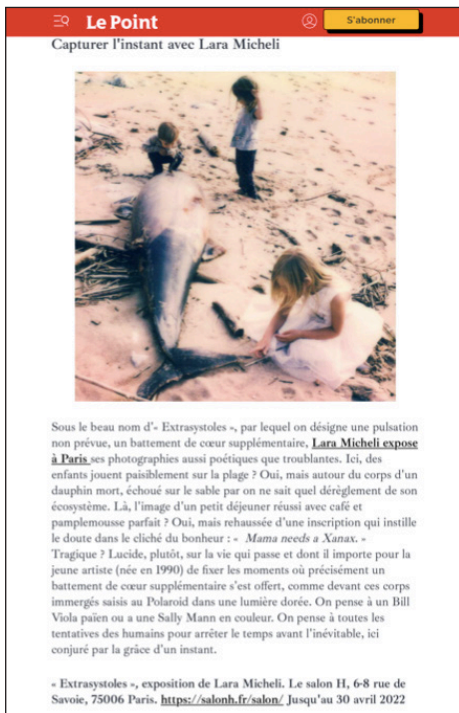 Le Point
S'abonner
Capturer l'instant avec Lara Micheli
Sous le beau nom d'« Extrasystoles », par lequel on désigne une pulsation
non prévue, un battement de cœur supplémentaire, Lara Micheli expose
à Paris ses photographies aussi poétiques que troublantes. Ici, des
enfants jouent paisiblement sur la plage ? Oui, mais autour du corps d'un
dauphin mort, échoué sur le sable par on ne sait quel dérèglement de son
écosystème. Là, l'image d'un petit déjeuner réussi avec café et
pamplemousse parfait ? Oui, mais rehaussée d'une inscription qui instille
le doute dans le cliché du bonheur : « Mama needs a Xanax. »
Tragique ? Lucide, plutôt, sur la vie qui passe et dont il importe pour la
jeune artiste (née en 1990) de fixer les moments où précisément un
battement de cœur supplémentaire s'est offert, comme devant ces corps
immergés saisis au Polaroid dans une lumière dorée. On pense à un Bill
Viola païen ou a une Sally Mann en couleur. On pense à toutes les
tentatives des humains pour arrêter le temps avant l'inévitable, ici
conjuré par la grâce d'un instant.
« Extrasystoles », exposition de Lara Micheli. Le salon H, 6-8 rue de
Savoie, 75006 Paris. https://salonh.fr/salon/ Jusqu'au 30 avril 2022